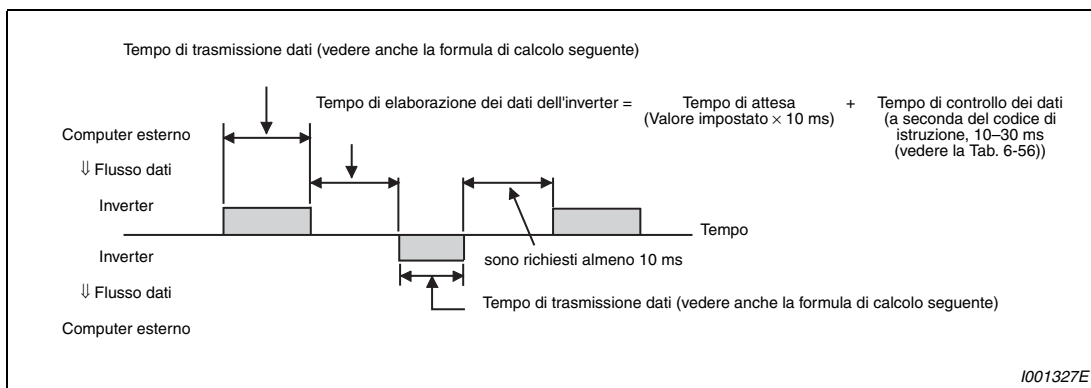 Tempo di trasmissione dati (vedere anche la formula di calcolo seguente)
Tempo di elaborazione dei dati dell'inverter = Tempo di attesa + Tempo di controllo dei dati
(Valore impostato × 10 ms) (a seconda del codice di
istruzione, 10–30 ms
(vedere la Tab. 6-56))
Computer esterno
⇓ Flusso dati
Inverter
Tempo
Inverter
sono richiesti almeno 10 ms
⇓ Flusso dati
Tempo di trasmissione dati (vedere anche la formula di calcolo seguente)
Computer esterno
I001327E